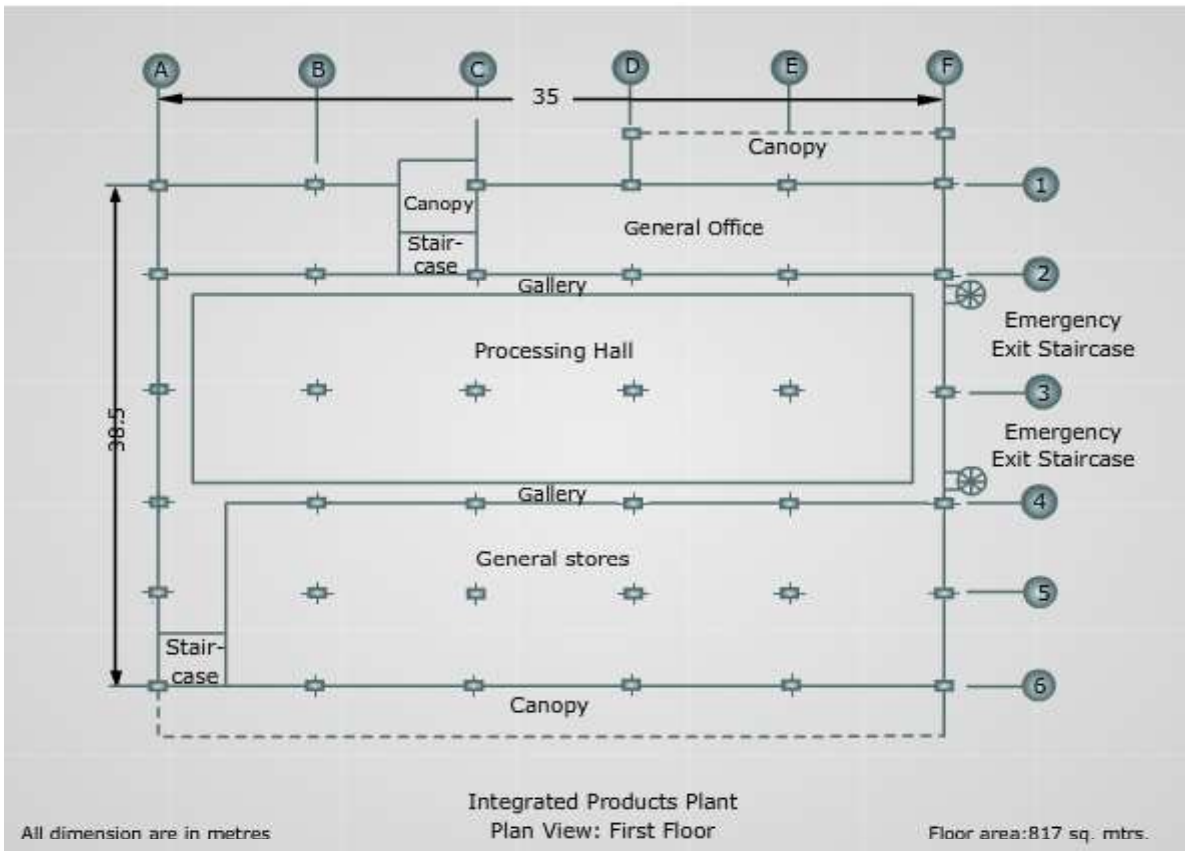 A
B
C
D
E
F
35
Canopy
1
Canopy
General Office
Stair-
case
2
Gallery
Emergency
Exit Staircase
Processing Hall
3
38.5
Emergency
Exit Staircase
Gallery
4
General stores
5
Stair-
case
6
Canopy
Integrated Products Plant
Plan View: First Floor
All dimension are in metres
Floor area:817 sq. mtrs.